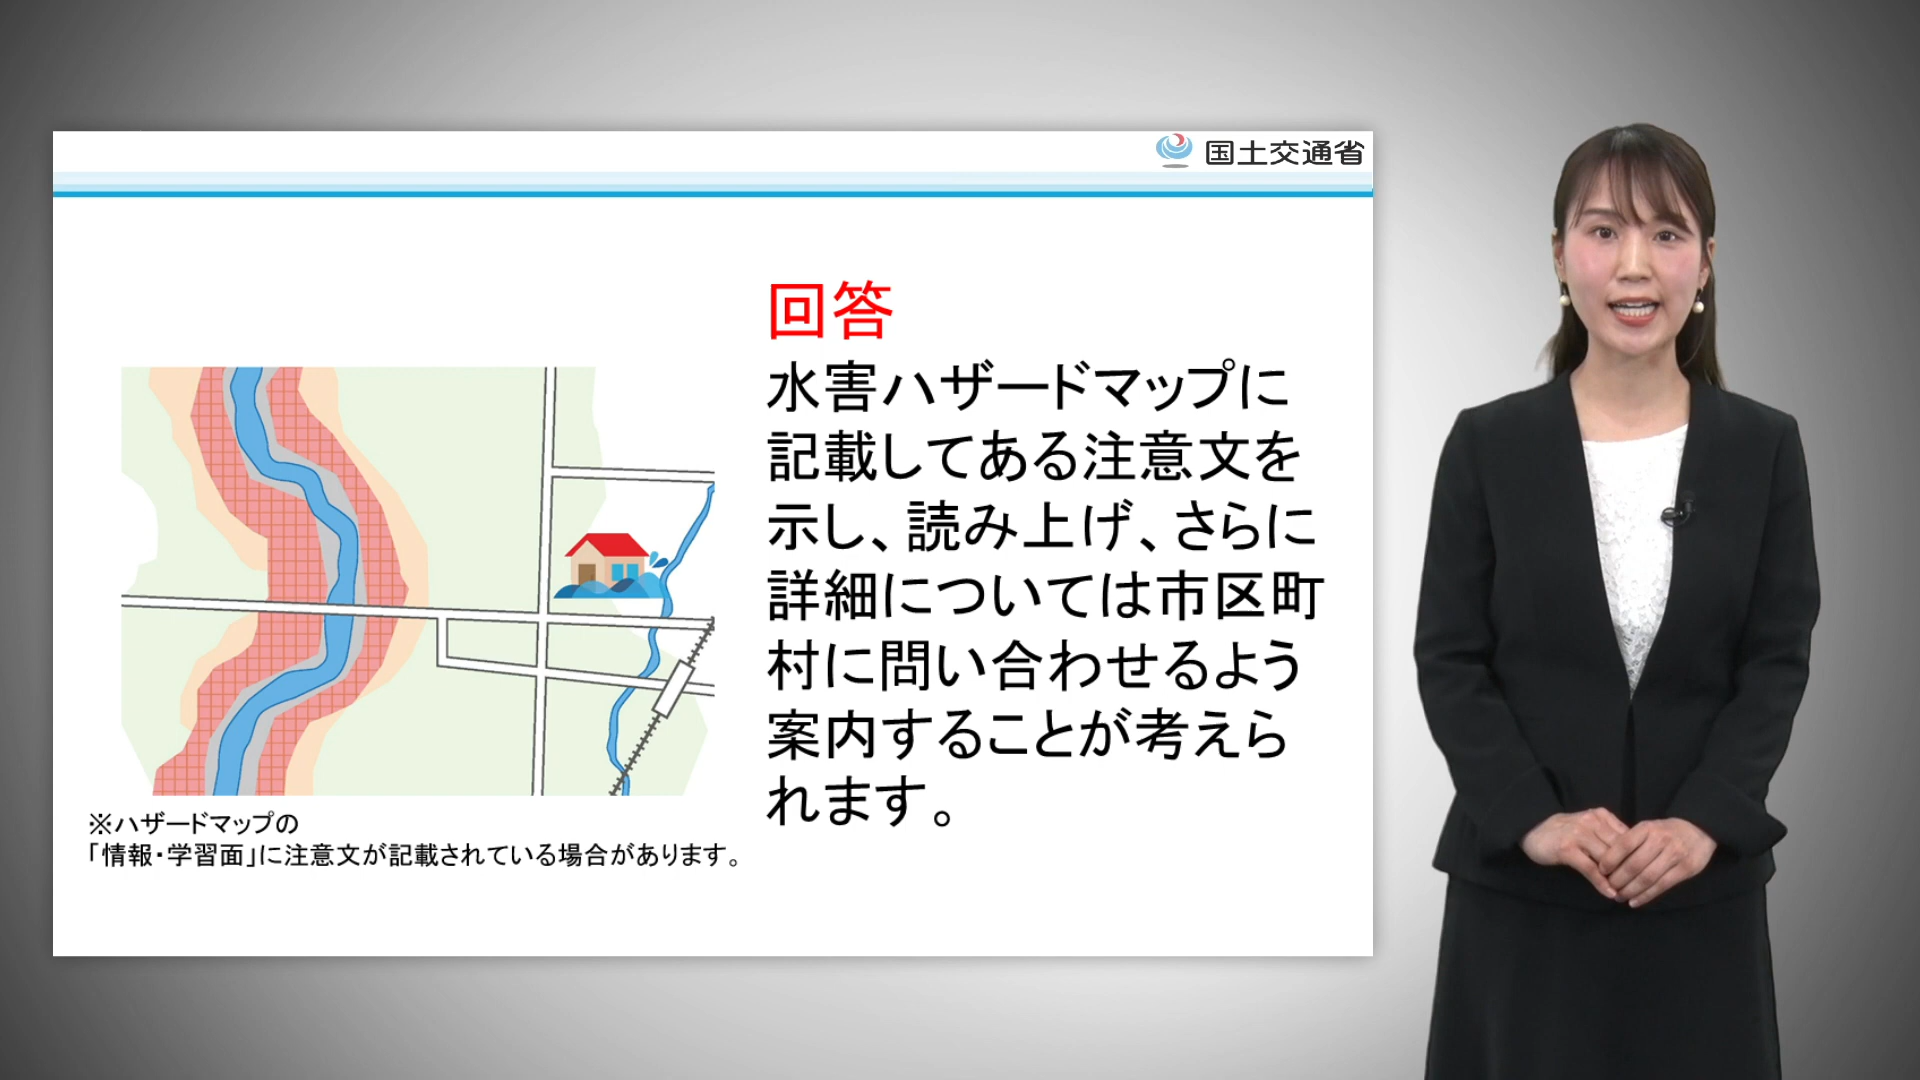 国土交通省
回答
水害ハザードマップに
記載してある注意文を
示し、読み上げ、さらに
詳細については市区町
村に問い合わせるよう
案内することが考えら
れます。
※ハザードマップの
「情報・学習面」に注意文が記載されている場合があります。